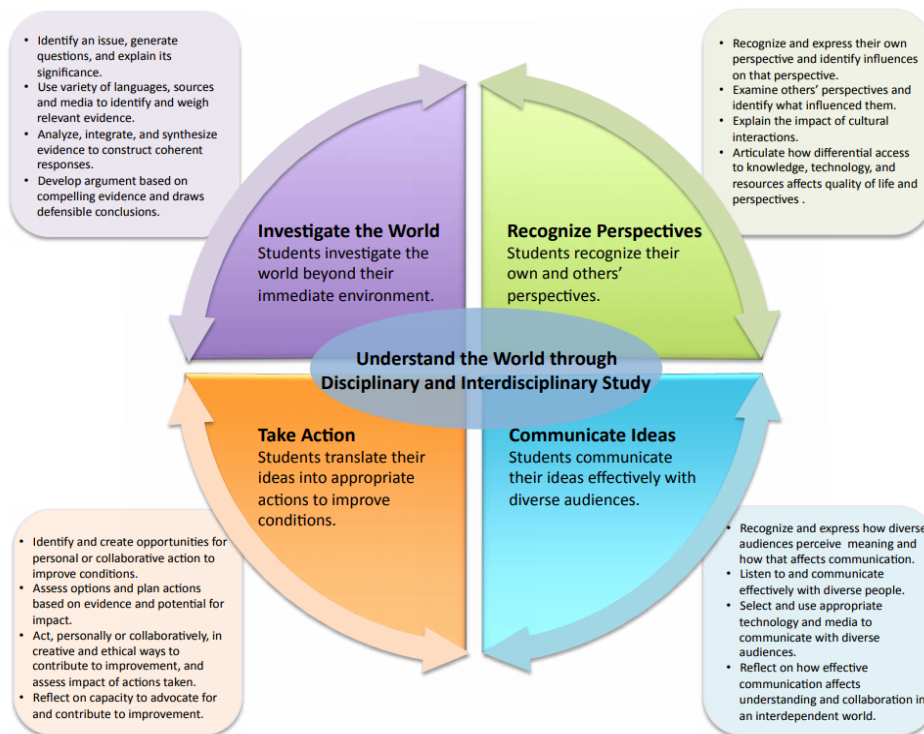 • Identify an issue, generate
questions, and explain its
significance.
• Use variety of languages, sources
and media to identify and weigh
relevant evidence.
• Analyze, integrate, and synthesize
evidence to construct coherent
responses.
• Develop argument based on
compelling evidence and draws
defensible conclusions.
• Recognize and express their own
perspective and identify influences
on that perspective.
• Examine others’ perspectives and
identify what influenced them.
• Explain the impact of cultural
interactions.
• Articulate how differential access
to knowledge, technology, and
resources affects quality of life and
perspectives .
Investigate the World
Students investigate the
world beyond their
immediate environment.
Recognize Perspectives
Students recognize their
own and others’
perspectives.
Understand the World through
Disciplinary and Interdisciplinary Study
Take Action
Students translate their
ideas into appropriate
actions to improve
conditions.
Communicate Ideas
Students communicate
their ideas effectively with
diverse audiences.
• Identify and create opportunities for
personal or collaborative action to
improve conditions.
• Assess options and plan actions
based on evidence and potential for
impact.
• Act, personally or collaboratively, in
creative and ethical ways to
contribute to improvement, and
assess impact of actions taken.
• Reflect on capacity to advocate for
and contribute to improvement.
• Recognize and express how diverse
audiences perceive meaning and
how that affects communication.
• Listen to and communicate
effectively with diverse people.
• Select and use appropriate
technology and media to
communicate with diverse
audiences.
• Reflect on how effective
communication affects
understanding and collaboration in
an interdependent world.